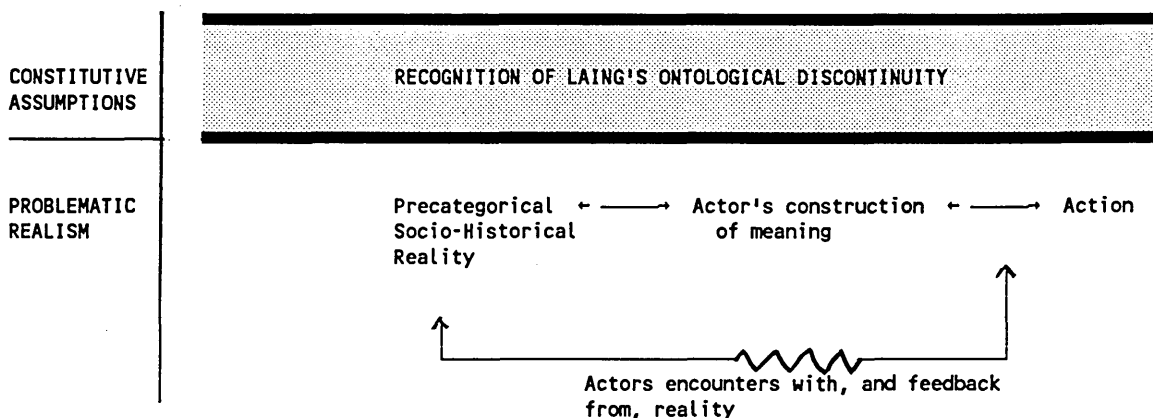 CONSTITUTIVE
ASSUMPTIONS
RECOGNITION OF LAING'S ONTOLOGICAL DISCONTINUITY
PROBLEMATIC
REALISM
Precategorical ← → Actor's construction ← → Action
Socio-Historical of meaning
Reality
Actors encounters with, and feedback
from, reality